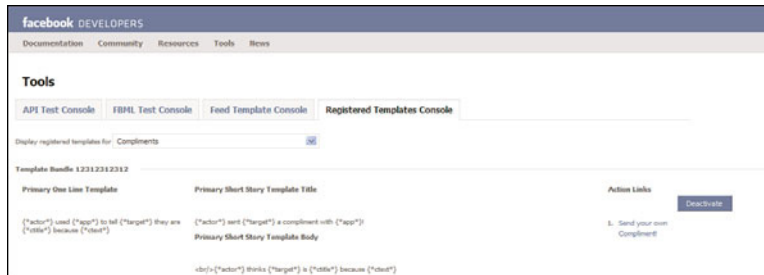 facebook DEVELOPERS
Documentation Community Resources Tools News
Tools
API Test Console FBML Test Console Feed Template Console Registered Templates Console
Display registered templates for Compliments
Template Bundle 12312312312
Primary One Line Template Primary Short Story Template Title Action Links
Deactivate
{*actor*} used {*app*} to tell {*target*} they are
{*ctitle*} because {*ctext*}
{*actor*} sent {*target*} a compliment with {*app*}!
Primary Short Story Template Body
1. Send your own
Compliment!
<br/>{*actor*} thinks {*target*} is {*ctitle*} because {*ctext*}